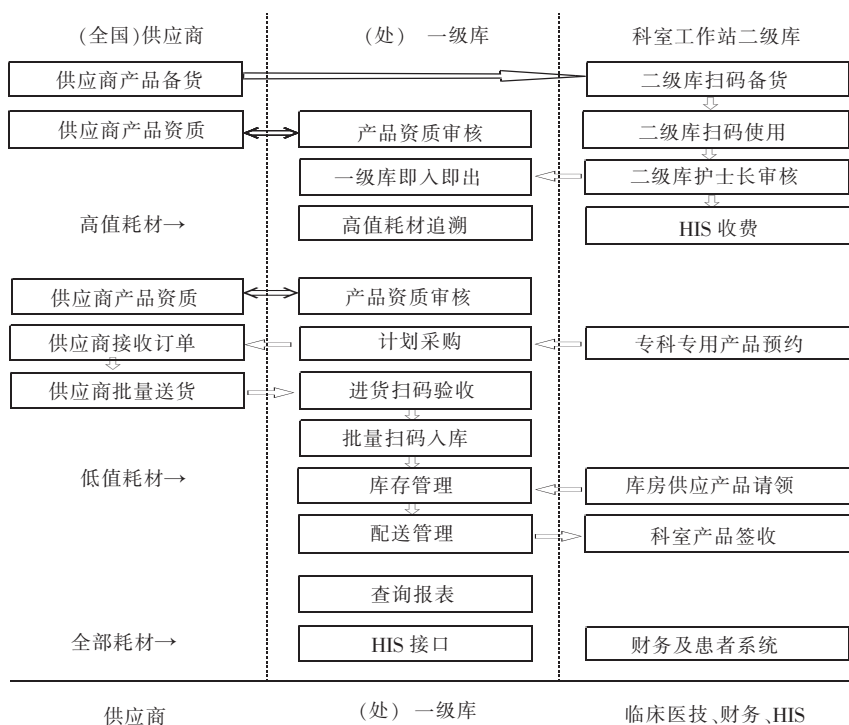 (全国)供应商 (处) 一级库 科室工作站二级库
供应商产品备货 二级库扫码备货
供应商产品资质 产品资质审核 二级库扫码使用
一级库即入即出 二级库护士长审核
高值耗材→ 高值耗材追溯 HIS 收费
供应商产品资质 产品资质审核
供应商接收订单 计划采购 专科专用产品预约
供应商批量送货 进货扫码验收
批量扫码入库
低值耗材→ 库存管理 库房供应产品请领
配送管理 科室产品签收
查询报表
全部耗材→ HIS 接口 财务及患者系统
供应商 (处) 一级库 临床医技、财务、HIS